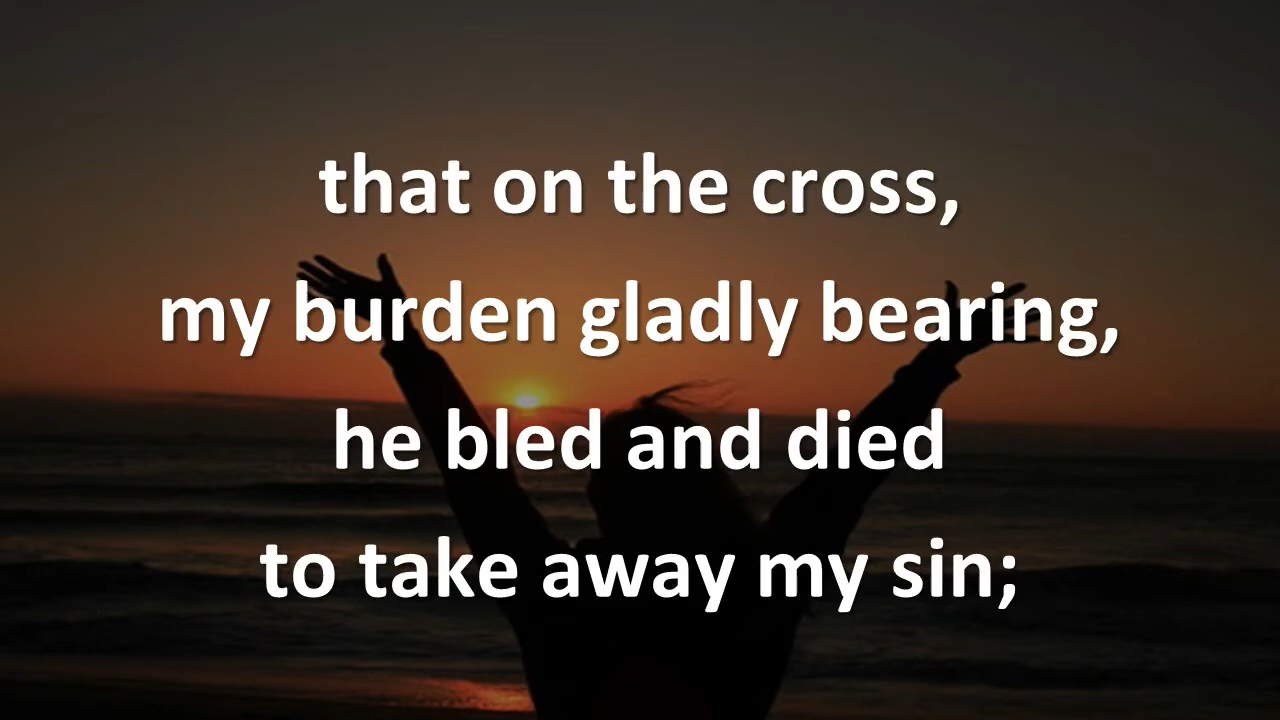 that on the cross,
my burden gladly bearing,
he bled and died
to take away my sin;